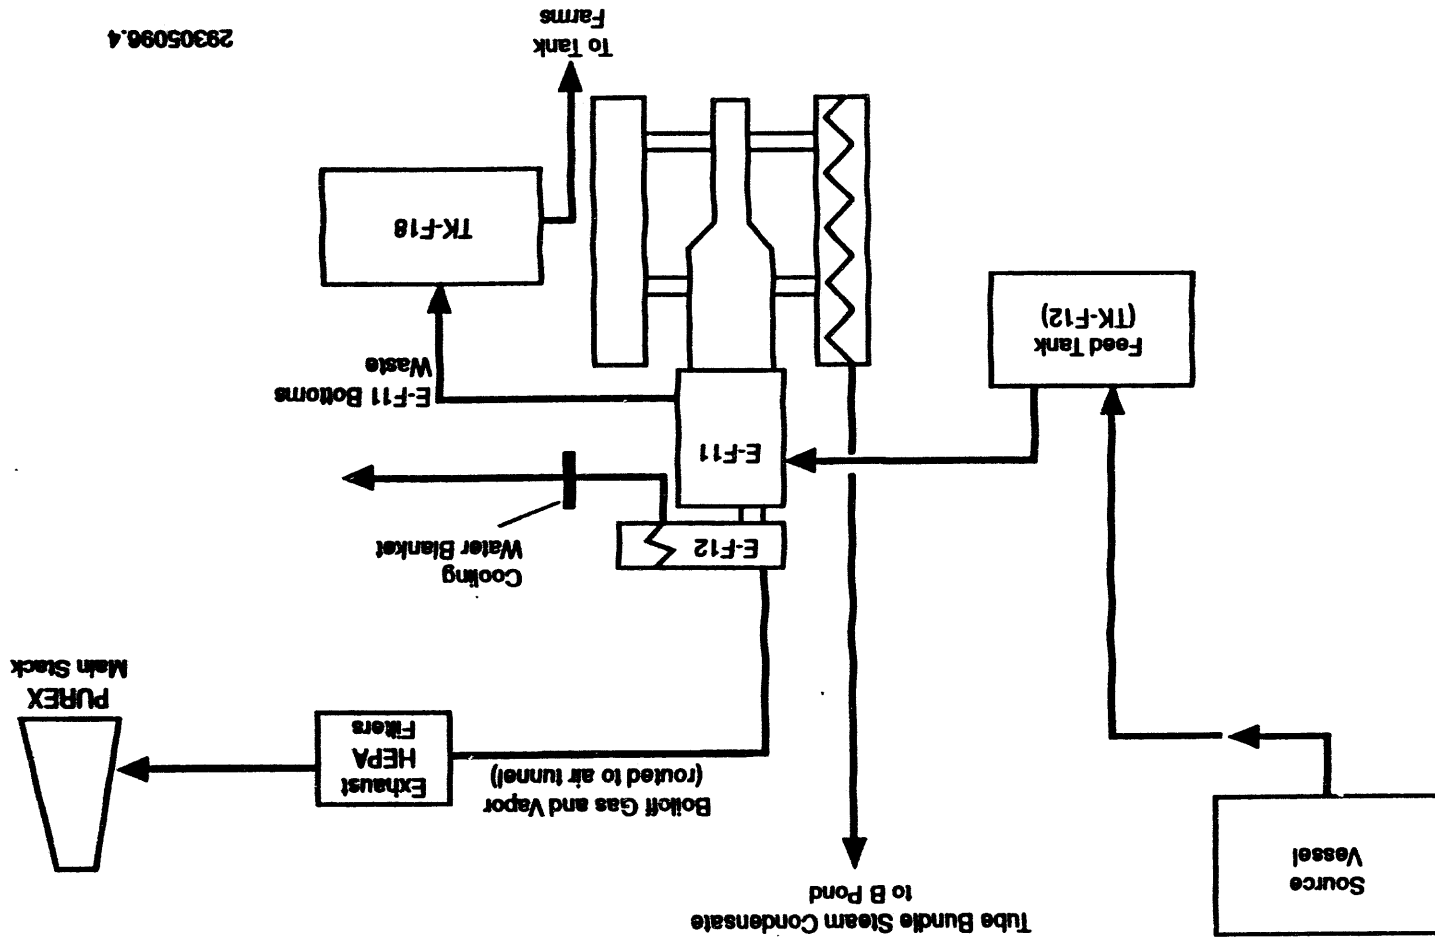 Tube Bundle Steam Condensate
to B Pond
Source
Vessel
Boiloff Gas and Vapor
(routed to air tunnel)
Exhaust
HEPA
Filters
PUREX
Main Stack
Cooling
Water Blanket
E-F12
E-F11
E-F11 Bottoms
Waste
Feed Tank
(TK-F12)
TK-F18
To Tank
Farms
29305096.4